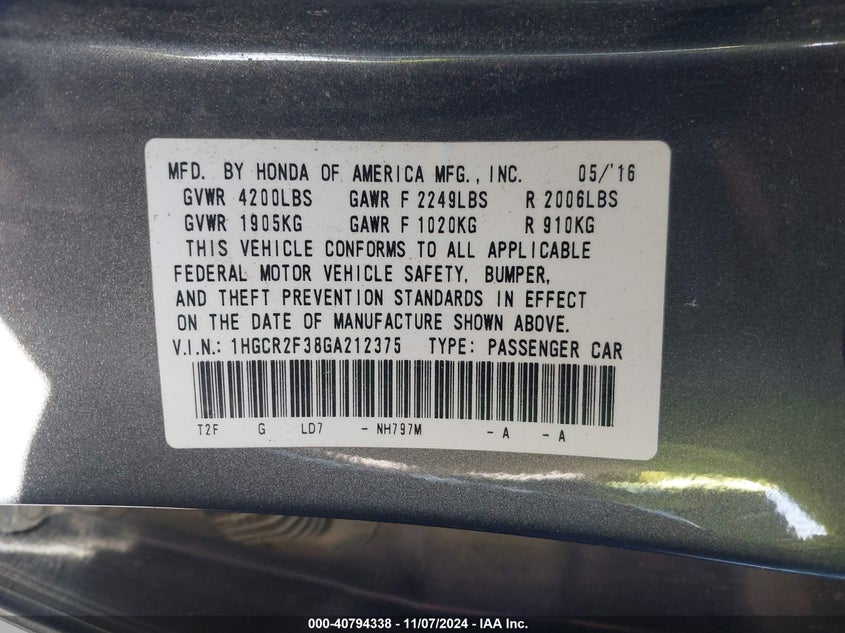 MFD. BY HONDA OF AMERICA MFG., INC. 05/'16
GVWR 4200LBS GAWR F 2249LBS R 2006LBS
GVWR 1905KG GAWR F 1020KG R 910KG
THIS VEHICLE CONFORMS TO ALL APPLICABLE
FEDERAL MOTOR VEHICLE SAFETY, BUMPER,
AND THEFT PREVENTION STANDARDS IN EFFECT
ON THE DATE OF MANUFACTURE SHOWN ABOVE.
V.I.N.: 1HGCR2F38GA212375 TYPE: PASSENGER CAR
T2F G LD7 - NH797M - A - A
000-40794338 - 11/07/2024 - IAA Inc.